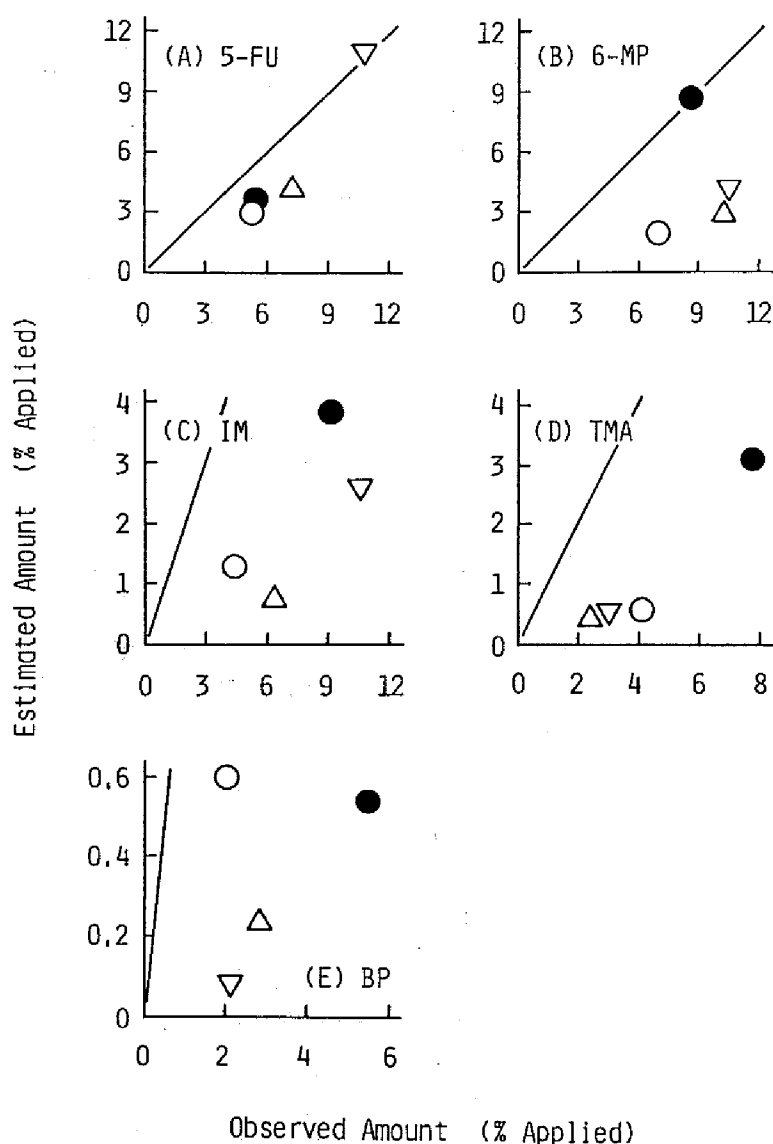 12
9
6
3
0
(A) 5-FU
0 3 6 9 12
12
9
6
3
0
(B) 6-MP
0 3 6 9 12
4
3
2
1
0
(C) IM
0 3 6 9 12
4
3
2
1
0
(D) TMA
0 2 4 6 8
0.6
0.4
0.2
0
(E) BP
0 2 4 6
Estimated Amount (% Applied)
Observed Amount (% Applied)